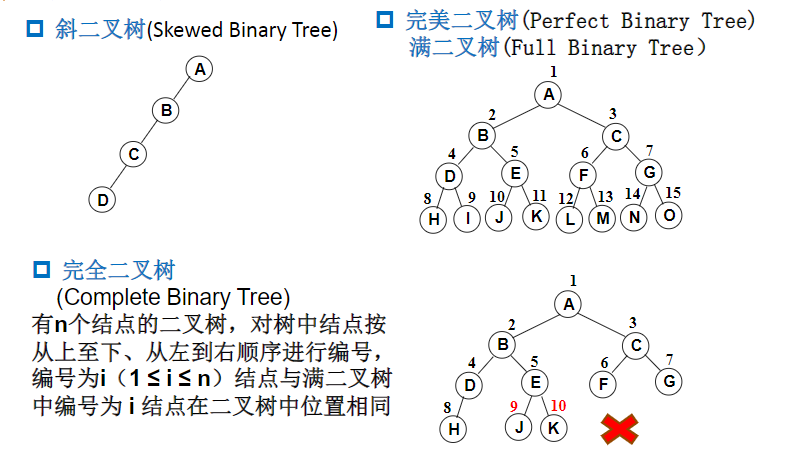 斜二叉树(Skewed Binary Tree)
A
B
C
D
完美二叉树(Perfect Binary Tree)
满二叉树(Full Binary Tree)
1
A
2
3
B
C
4
5
6
7
D
E
F
G
8
9
10
11
12
13
14
15
H
I
J
K
L
M
N
O
完全二叉树
(Complete Binary Tree)
有n个结点的二叉树，对树中结点按
从上至下、从左到右顺序进行编号，
编号为i（1 ≤ i ≤ n）结点与满二叉树
中编号为 i 结点在二叉树中位置相同
1
A
2
3
B
C
4
5
6
7
D
E
F
G
8
9
10
H
J
K